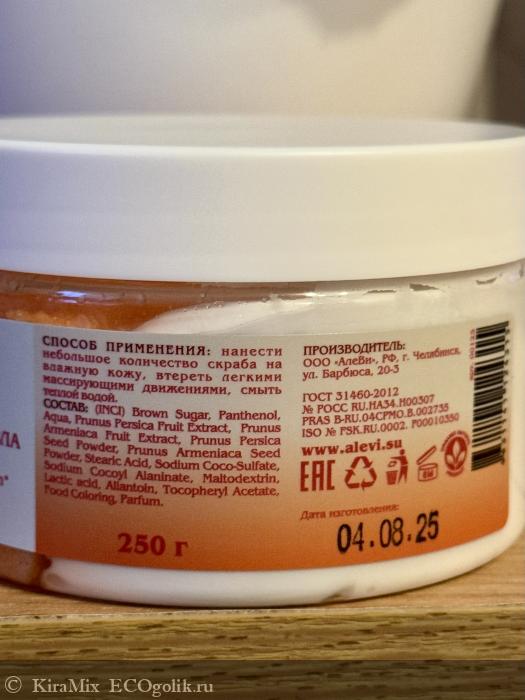 СПОСОБ ПРИМЕНЕНИЯ: нанести
небольшое количество скраба на
влажную кожу, втереть легкими
массирующими движениями, смыть
теплой водой.
СОСТАВ: (INCI) Brown Sugar, Panthenol,
Aqua, Prunus Persica Fruit Extract, Prunus
Armeniaca Fruit Extract, Prunus Persica
Seed Powder, Prunus Armeniaca Seed
Powder, Stearic Acid, Sodium Coco-Sulfate,
Sodium Cocoyl Alaninate, Maltodextrin,
Lactic acid, Allantoin, Tocopheryl Acetate,
Food Coloring, Parfum.
250 г
ПРОИЗВОДИТЕЛЬ:
ООО «АлеВи», РФ, г. Челябинск,
ул. Барбюса, 20-3
ГОСТ 31460-2012
№ РОСС RU.НА34.Н00307
PRAS B-RU.04СРМО.В.002735
ISO № FSK.RU.0002. P00010350
www.alevi.su
EAC
Дата изготовления:
04.08.25
© KiraMix ECOgolik.ru